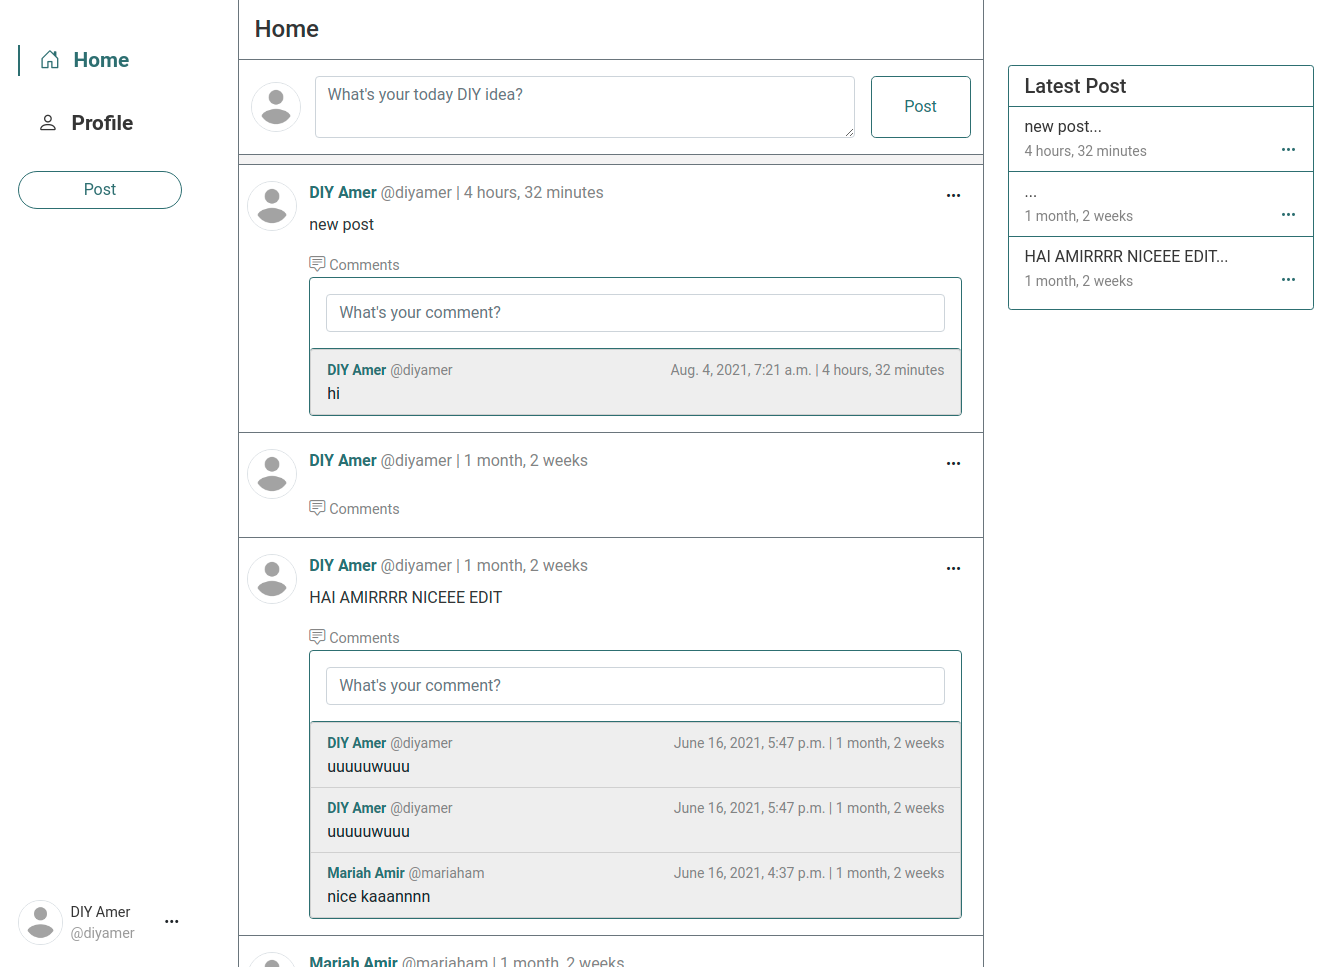 Home
Profile
Post
DIY Amer
@diyamer
Home
What's your today DIY idea?
Post
DIY Amer @diyamer | 4 hours, 32 minutes
new post
Comments
What's your comment?
DIY Amer @diyamer Aug. 4, 2021, 7:21 a.m. | 4 hours, 32 minutes
hi
DIY Amer @diyamer | 1 month, 2 weeks
Comments
DIY Amer @diyamer | 1 month, 2 weeks
HAI AMIRRRR NICEEE EDIT
Comments
What's your comment?
DIY Amer @diyamer June 16, 2021, 5:47 p.m. | 1 month, 2 weeks
uuuuuwuuu
DIY Amer @diyamer June 16, 2021, 5:47 p.m. | 1 month, 2 weeks
uuuuuwuuu
Mariah Amir @mariaham June 16, 2021, 4:37 p.m. | 1 month, 2 weeks
nice kaaannnn
Mariah Amir @mariaham | 1 month, 2 weeks
Latest Post
new post...
4 hours, 32 minutes
...
1 month, 2 weeks
HAI AMIRRRR NICEEE EDIT...
1 month, 2 weeks